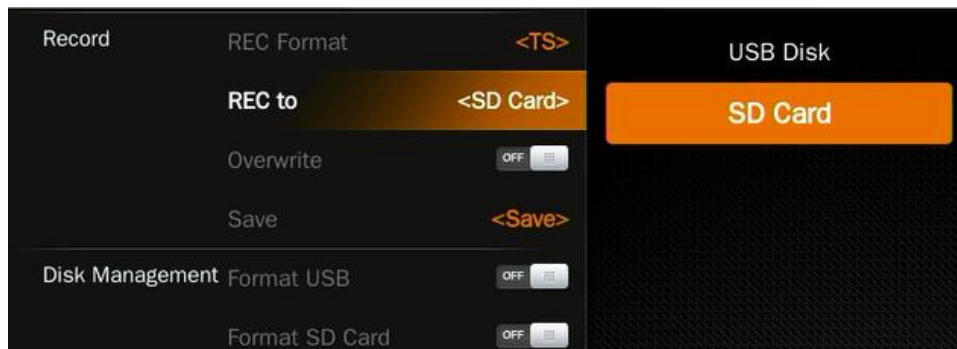 Record REC Format <TS>
REC to <SD Card>
Overwrite OFF
Save <Save>
Disk Management Format USB OFF
Format SD Card OFF
USB Disk
SD Card